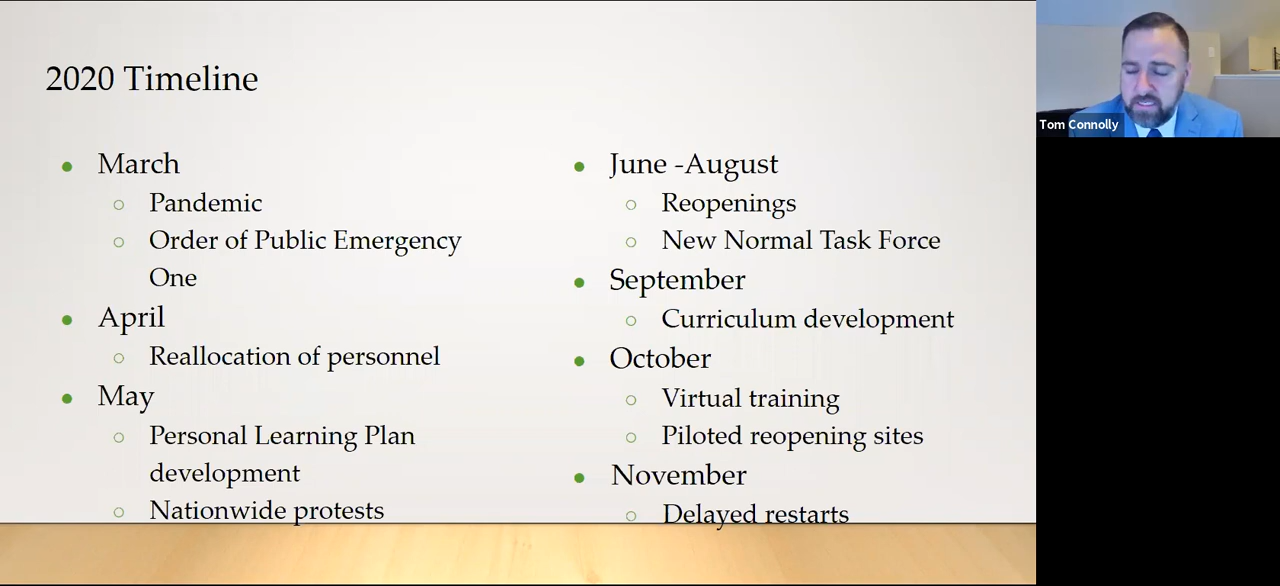 2020 Timeline
March
Pandemic
Order of Public Emergency
One
April
Reallocation of personnel
May
Personal Learning Plan
development
Nationwide protests
June -August
Reopenings
New Normal Task Force
September
Curriculum development
October
Virtual training
Piloted reopening sites
November
Delayed restarts
Tom Connolly